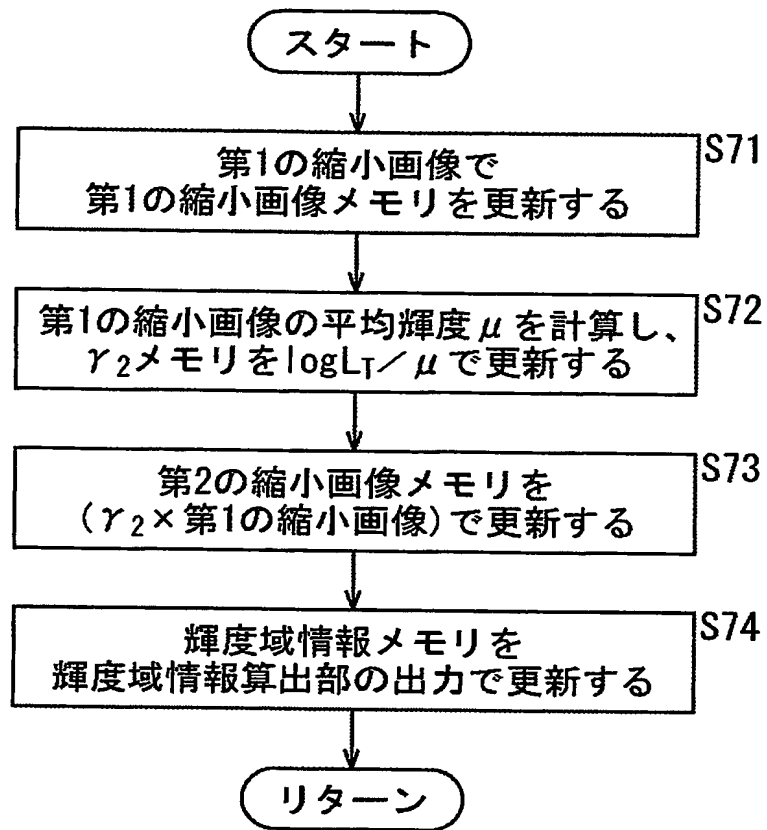 スタート
S71
第1の縮小画像で
第1の縮小画像メモリを更新する
S72
第1の縮小画像の平均輝度μを計算し、
γ₂メモリをlogL_T/μで更新する
S73
第2の縮小画像メモリを
(γ₂×第1の縮小画像)で更新する
S74
輝度域情報メモリを
輝度域情報算出部の出力で更新する
リターン